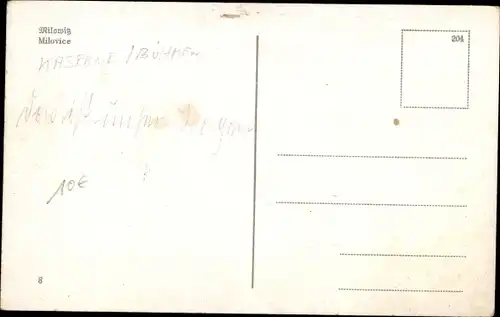 Milowitz
Milovice
204
KASERNE / BÖHMEN
10€
8